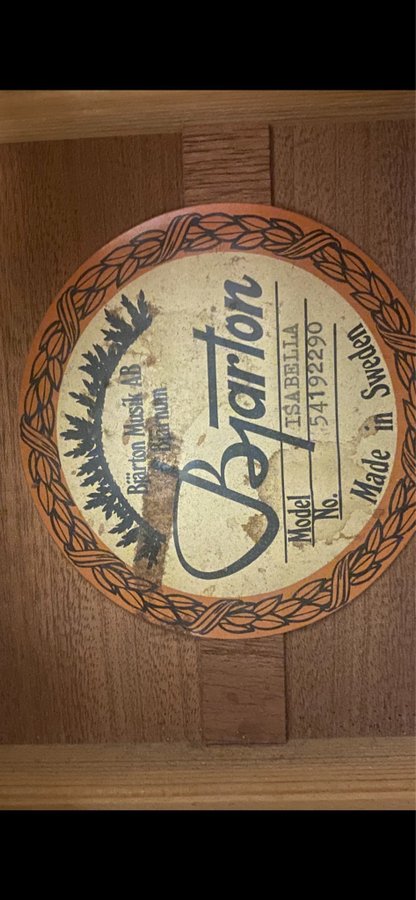 Bjärton Musik AB
Bjärnum
Bjärton
Model ISABELLA
No. 54192290
Made in Sweden